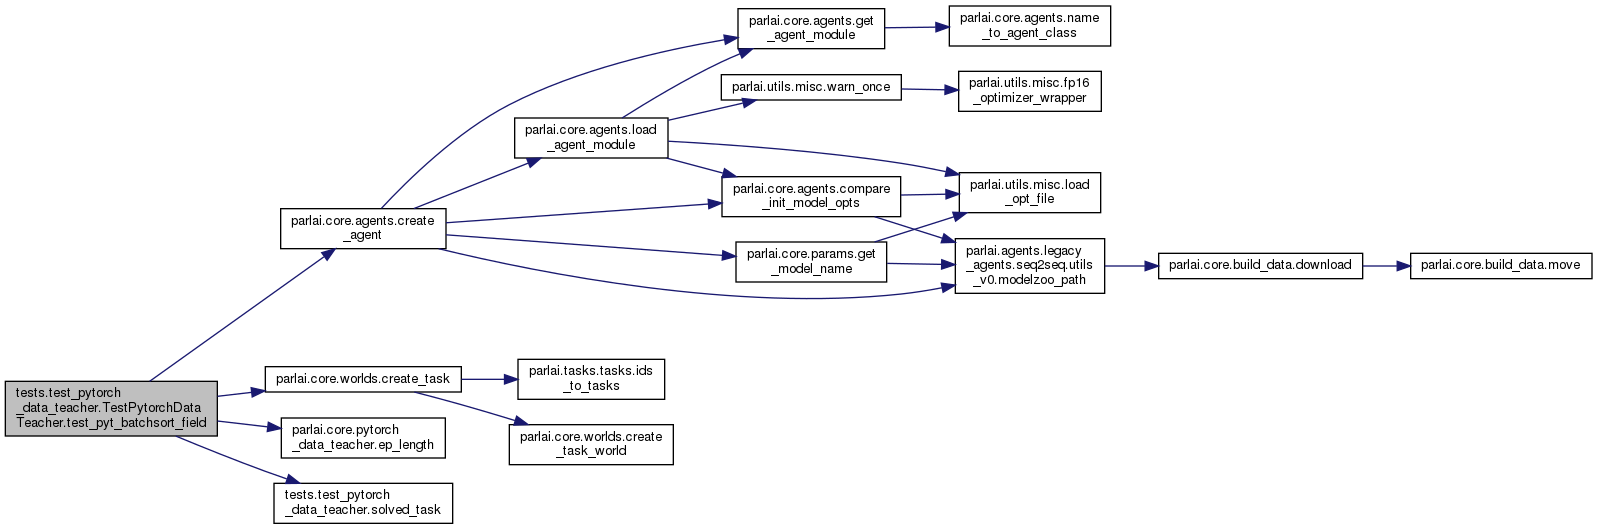 parlai.core.agents.get
_agent_module
parlai.core.agents.name
_to_agent_class
parlai.utils.misc.warn_once
parlai.utils.misc.fp16
_optimizer_wrapper
parlai.core.agents.load
_agent_module
parlai.core.agents.compare
_init_model_opts
parlai.utils.misc.load
_opt_file
parlai.core.agents.create
_agent
parlai.core.params.get
_model_name
parlai.agents.legacy
_agents.seq2seq.utils
_v0.modelzoo_path
parlai.core.build_data.download
parlai.core.build_data.move
tests.test_pytorch
_data_teacher.TestPytorchData
Teacher.test_pyt_batchsort_field
parlai.core.worlds.create_task
parlai.tasks.tasks.ids
_to_tasks
parlai.core.pytorch
_data_teacher.ep_length
parlai.core.worlds.create
_task_world
tests.test_pytorch
_data_teacher.solved_task